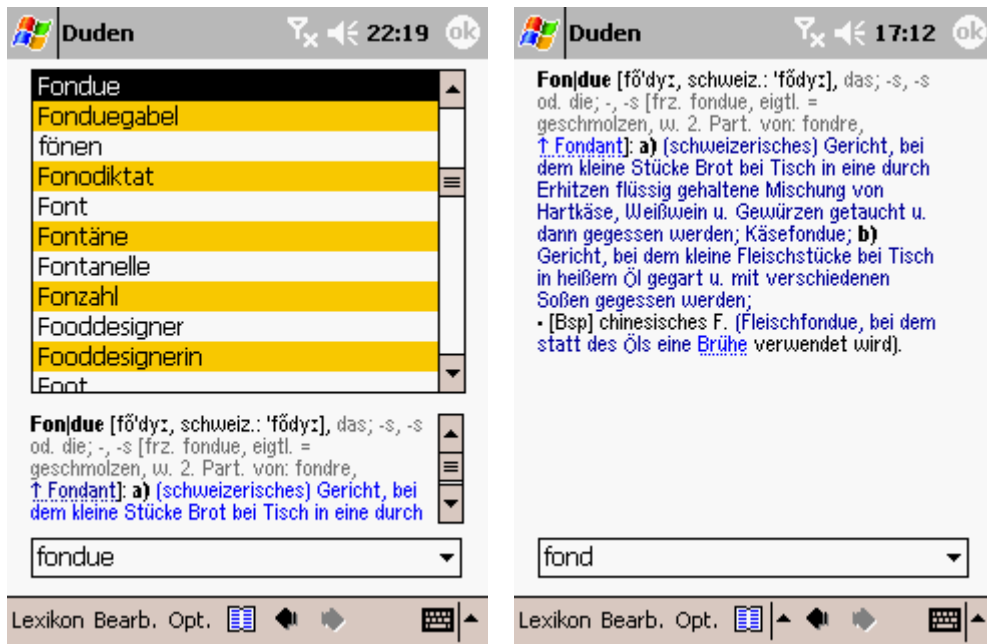 Duden 22:19 ok
Fondue
Fonduegabel
fönen
Fonodiktat
Font
Fontäne
Fontanelle
Fonzahl
Fooddesigner
Fooddesignerin
Foot
Fon|due [fõ'dyː, schweiz.: 'fõdyː], das; -s, -s
od. die; -, -s [frz. fondue, eigtl. =
geschmolzen, w. 2. Part. von: fondre,
↑ Fondant]: a) (schweizerisches) Gericht, bei
dem kleine Stücke Brot bei Tisch in eine durch
fondue
Lexikon Bearb. Opt.
Duden 17:12 ok
Fon|due [fõ'dyː, schweiz.: 'fõdyː], das; -s, -s
od. die; -, -s [frz. fondue, eigtl. =
geschmolzen, w. 2. Part. von: fondre,
↑ Fondant]: a) (schweizerisches) Gericht, bei
dem kleine Stücke Brot bei Tisch in eine durch
Erhitzen flüssig gehaltene Mischung von
Hartkäse, Weißwein u. Gewürzen getaucht u.
dann gegessen werden; Käsefondue; b)
Gericht, bei dem kleine Fleischstücke bei Tisch
in heißem Öl gegart u. mit verschiedenen
Soßen gegessen werden;
• [Bsp] chinesisches F. (Fleischfondue, bei dem
statt des Öls eine Brühe verwendet wird).
fond
Lexikon Bearb. Opt.